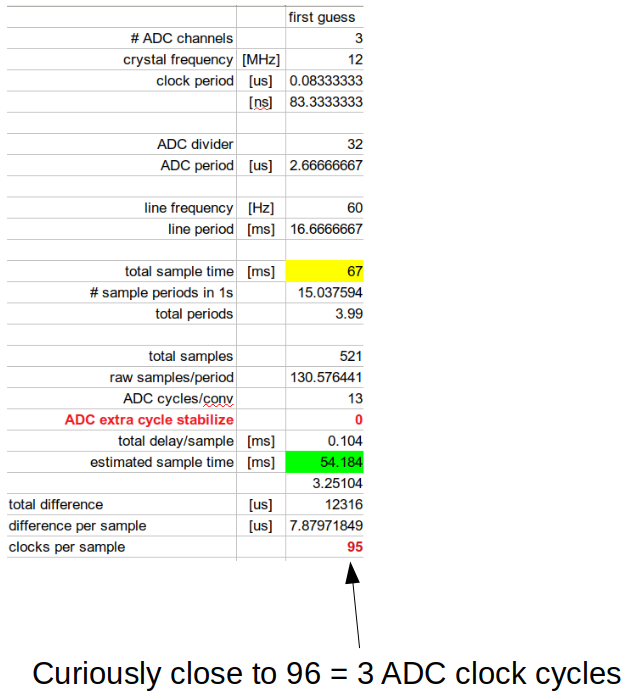 first guess
# ADC channels 3
crystal frequency [MHz] 12
clock period [us] 0.08333333
[ns] 83.3333333
ADC divider 32
ADC period [us] 2.66666667
line frequency [Hz] 60
line period [ms] 16.6666667
total sample time [ms] 67
# sample periods in 1s 15.037594
total periods 3.99
total samples 521
raw samples/period 130.576441
ADC cycles/conv 13
ADC extra cycle stabilize 0
total delay/sample [ms] 0.104
estimated sample time [ms] 54.184
3.25104
total difference [us] 12316
difference per sample [us] 7.87971849
clocks per sample 95
Curiously close to 96 = 3 ADC clock cycles